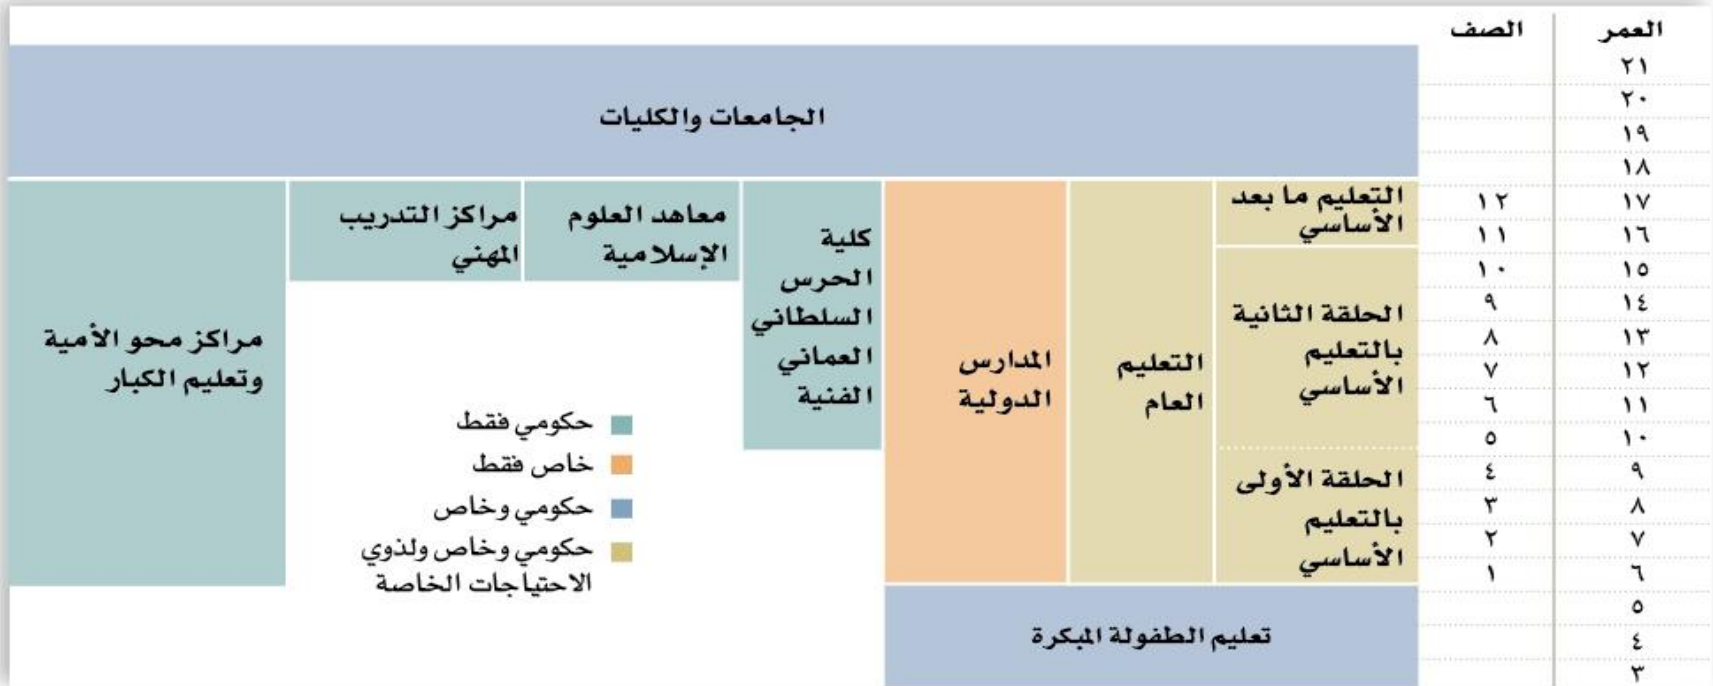 العمر
الصف
٢١
٢٠
١٩
١٨
١٧
١٢
١٦
١١
١٥
١٠
١٤
٩
١٣
٨
١٢
٧
١١
٦
١٠
٥
٩
٤
٨
٣
٧
٢
٦
١
٥
٤
٣
الجامعات والكليات
التعليم ما بعد
الأساسي
الحلقة الثانية
بالتعليم
الأساسي
الحلقة الأولى
بالتعليم
الأساسي
التعليم
العام
المدارس
الدولية
كلية
الحرس
السلطاني
العماني
الفنية
معاهد العلوم
الإسلامية
مراكز التدريب
المهني
مراكز محو الأمية
وتعليم الكبار
حكومي فقط
خاص فقط
حكومي وخاص
حكومي وخاص ولذوي
الاحتياجات الخاصة
تعليم الطفولة المبكرة